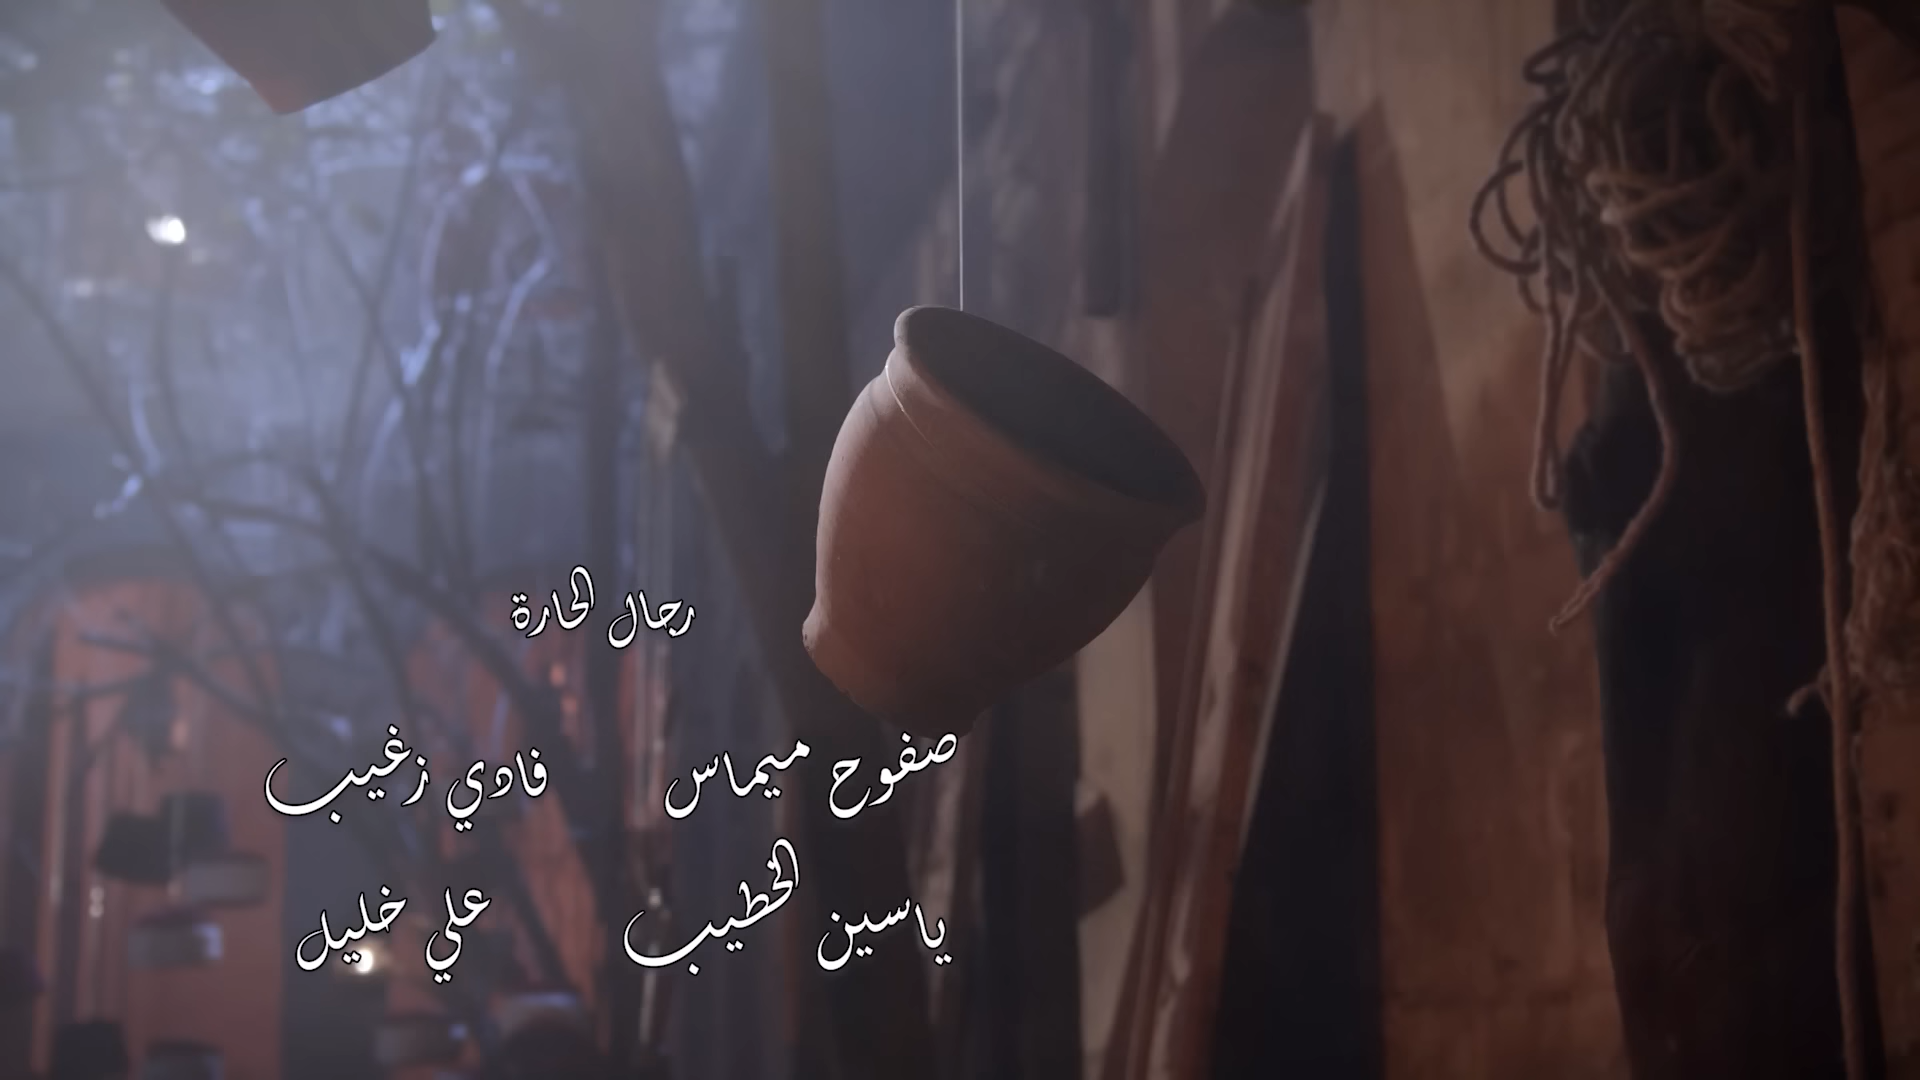 رجال الحارة
صفوح ميماس فادي زغيب
ياسين الخطيب علي خليل